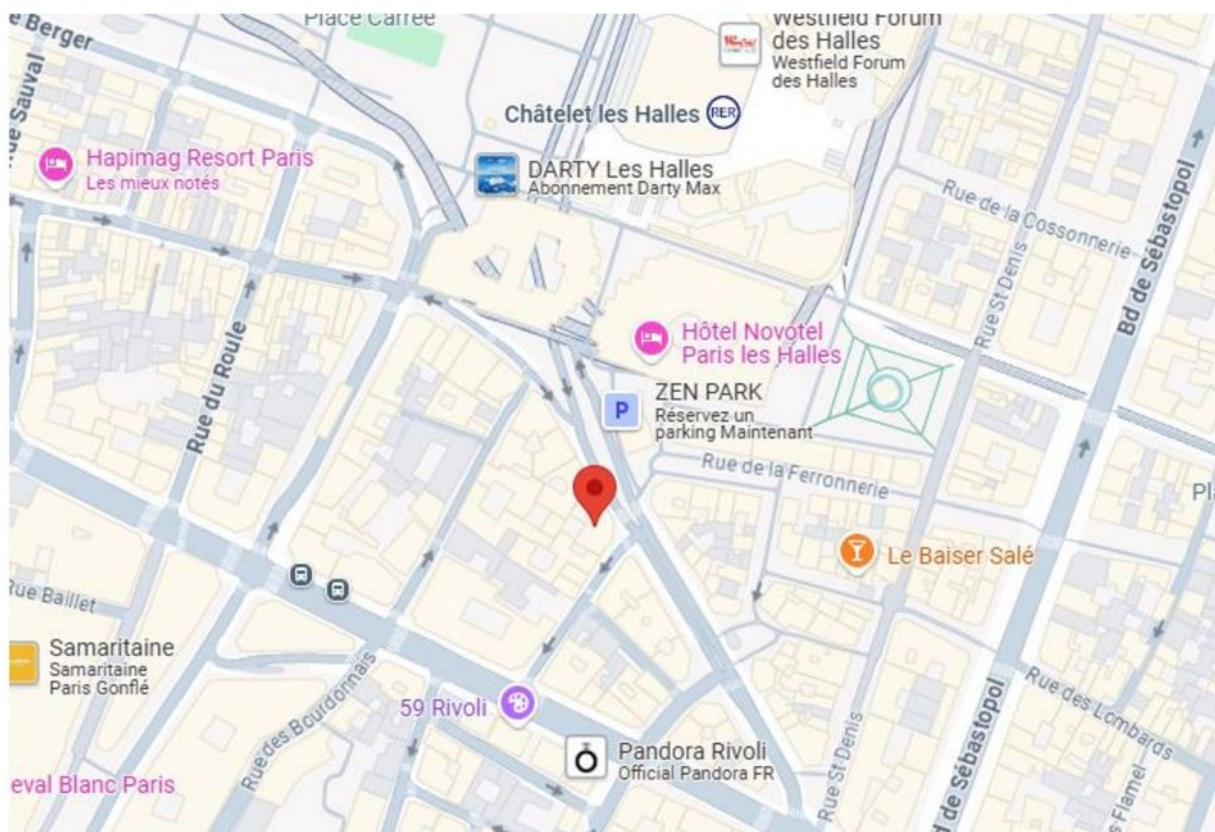 Place Carrée
e Berger
Westfield Forum
des Halles
Westfield Forum
des Halles
Châtelet les Halles
RER
Sauval
Hapimag Resort Paris
Les mieux notés
DARTY Les Halles
Abonnement Darty Max
Rue de la Cossonnerie
Rue St Denis
Bd de Sébastopol
Rue du Roule
Hôtel Novotel
Paris les Halles
P
ZEN PARK
Réservez un
parking Maintenant
Rue de la Ferronnerie
Pl
Le Baiser Salé
Rue Baillet
Samaritaine
Samaritaine
Paris Gonflé
Rue des Bourdonnais
59 Rivoli
Pandora Rivoli
Official Pandora FR
Rue St Denis
d de Sébastopol
Rue des Lombards
s Flamel
eval Blanc Paris